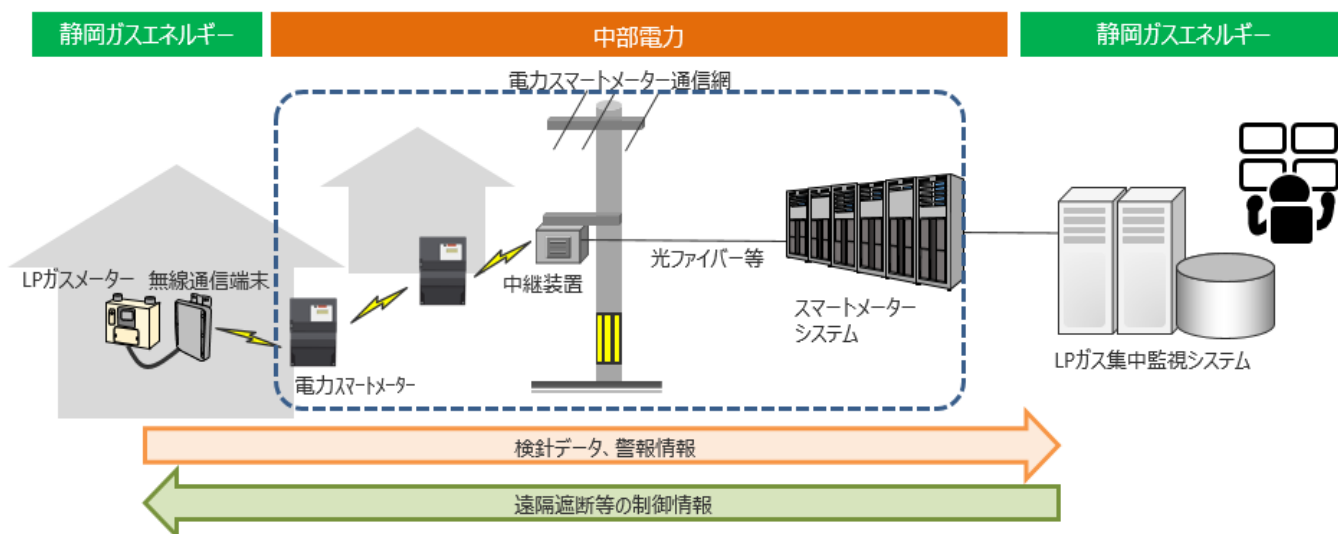 静岡ガスエネルギー
中部電力
静岡ガスエネルギー
電力スマートメーター通信網
LPガスメーター
無線通信端末
電力スマートメーター
中継装置
光ファイバー等
スマートメーター
システム
LPガス集中監視システム
検針データ、警報情報
遠隔遮断等の制御情報